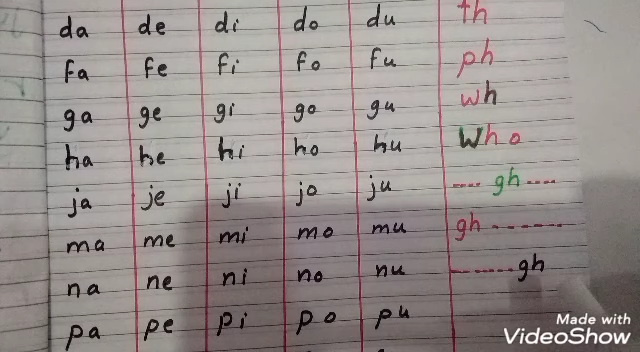 da de di do du th
fa fe fi fo fu ph
ga ge gi go gu wh
ha he hi ho hu Who
ja je ji jo ju ---- gh ----
ma me mi mo mu gh -------
na ne ni no nu -------gh
pa pe pi po pu
Made with
VideoShow